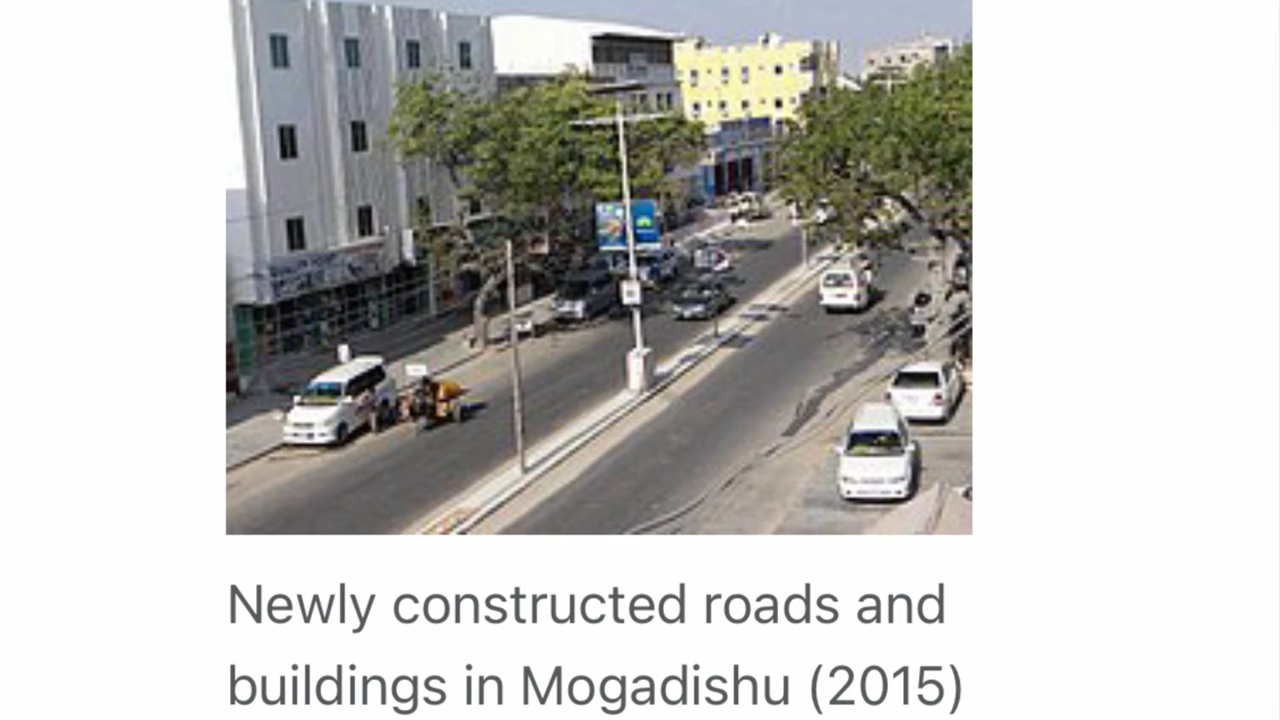 Newly constructed roads and
buildings in Mogadishu (2015)